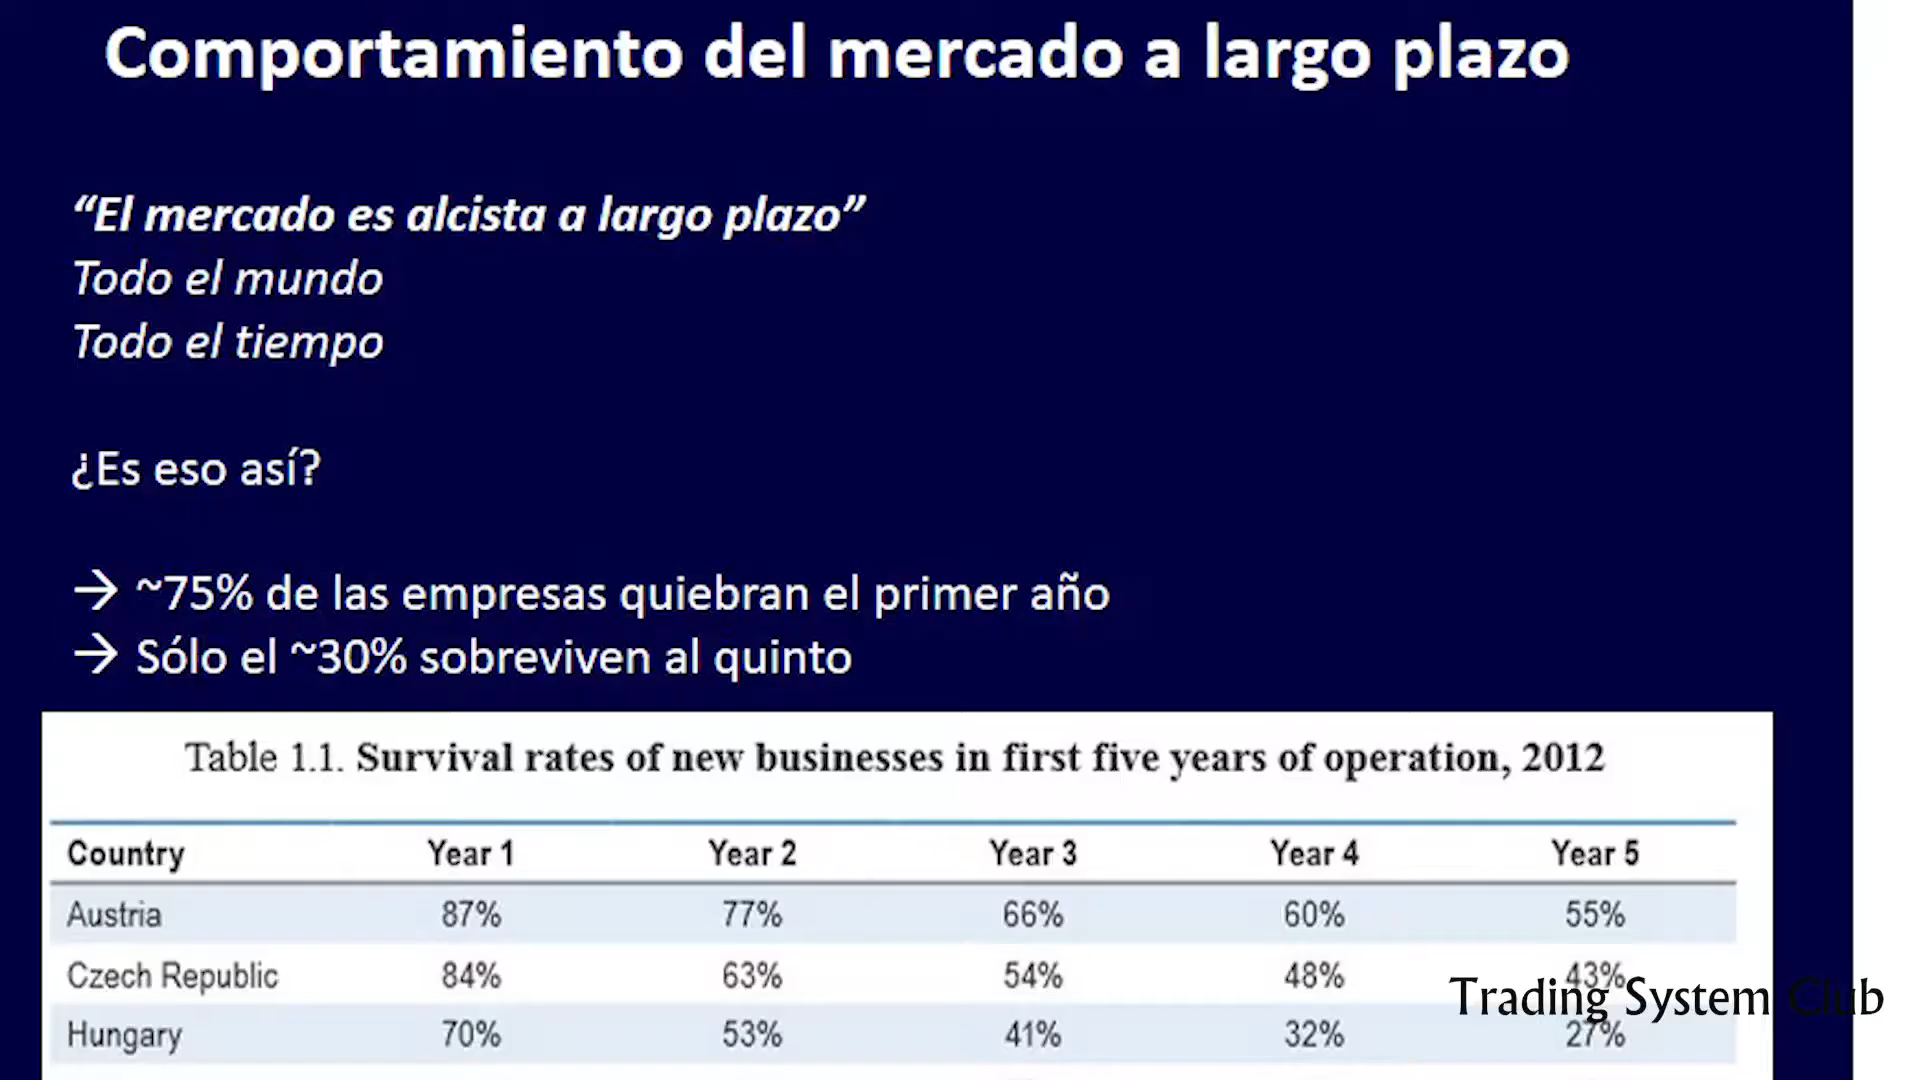 Comportamiento del mercado a largo plazo
“El mercado es alcista a largo plazo”
Todo el mundo
Todo el tiempo
¿Es eso así?
→ ~75% de las empresas quiebran el primer año
→ Sólo el ~30% sobreviven al quinto
Table 1.1. Survival rates of new businesses in first five years of operation, 2012
Country Year 1 Year 2 Year 3 Year 4 Year 5
Austria 87% 77% 66% 60% 55%
Czech Republic 84% 63% 54% 48% 43%
Trading System Club
Hungary 70% 53% 41% 32% 27%